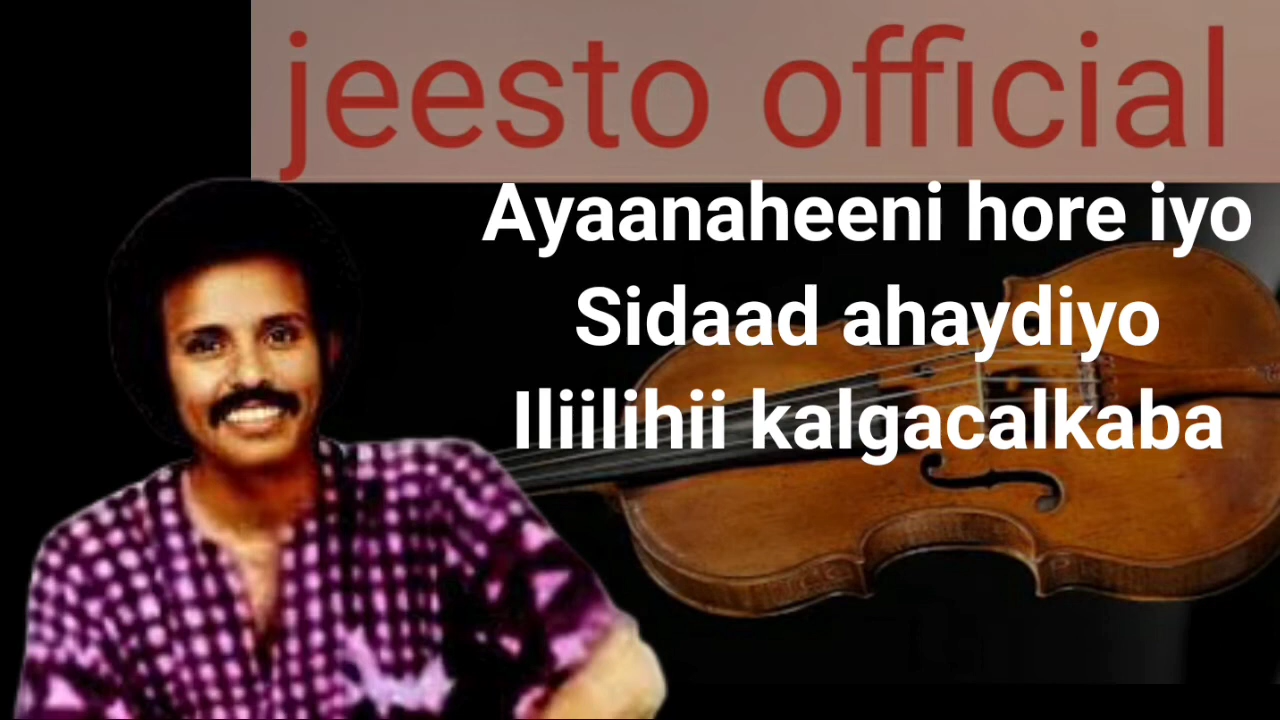 jeesto official
Ayaanaheeni hore iyo
Sidaad ahaydiyo
Iliilihii kalgacalkaba